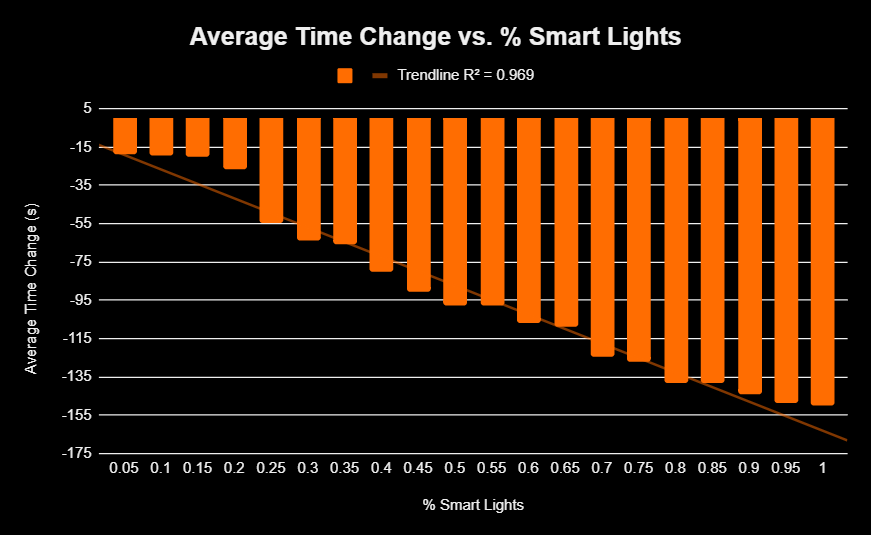 Average Time Change vs. % Smart Lights
Trendline R² = 0.969
5
-15
-35
-55
-75
-95
-115
-135
-155
-175
Average Time Change (s)
0.05 0.1 0.15 0.2 0.25 0.3 0.35 0.4 0.45 0.5 0.55 0.6 0.65 0.7 0.75 0.8 0.85 0.9 0.95 1
% Smart Lights